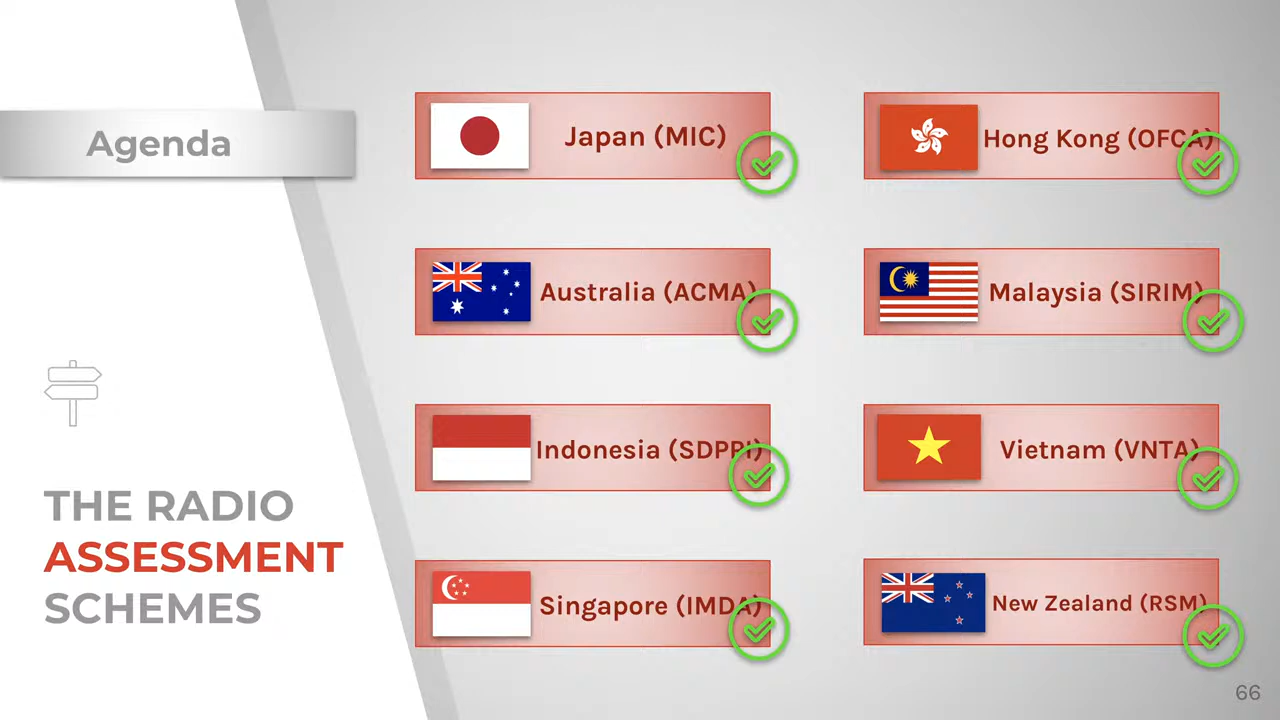 Agenda
THE RADIO
ASSESSMENT
SCHEMES
Japan (MIC)
Hong Kong (OFCA)
Australia (ACMA)
Malaysia (SIRIM)
Indonesia (SDPPI)
Vietnam (VNTA)
Singapore (IMDA)
New Zealand (RSM)
66